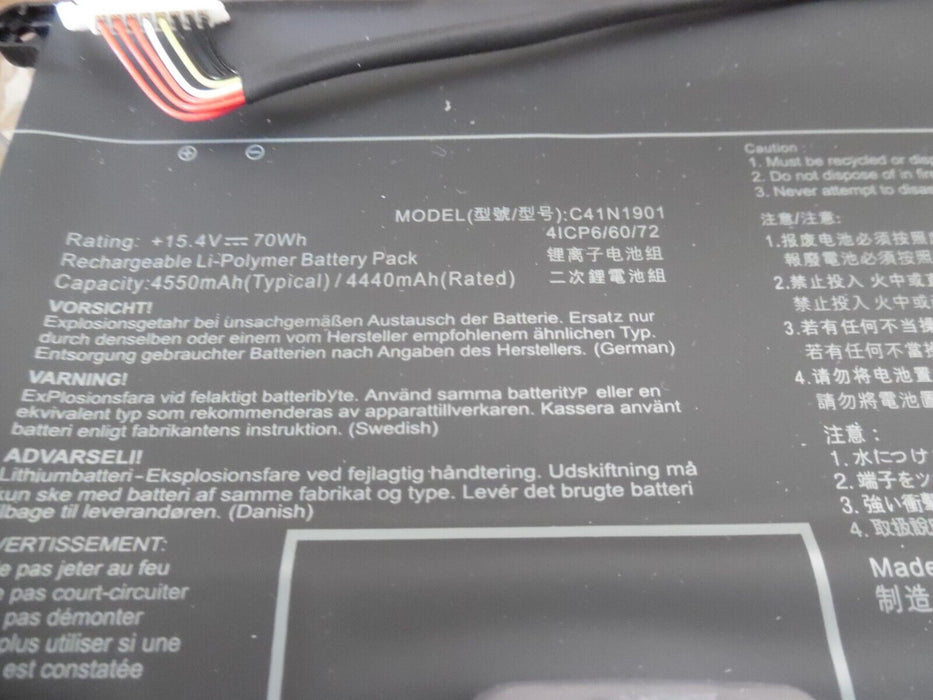 MODEL(型號/型号):C41N1901
Rating: +15.4V⎓70Wh
4ICP6/60/72
Rechargeable Li-Polymer Battery Pack
锂离子电池组
Capacity:4550mAh(Typical) / 4440mAh(Rated)
二次鋰電池組
VORSICHT!
Explosionsgetahr bei unsachgemäßen Austausch der Batterie. Ersatz nur
durch denselben oder einem vom Hersteller empfohlenem ähnlichen Typ.
Entsorgung gebrauchter Batterien nach Angaben des Herstellers. (German)
VARNING!
ExPlosionsfara vid felaktigt batteribyte. Använd samma batterityP eller en
ekvivalent typ som rekommenderas av apparattillverkaren. Kassera använt
batteri enligt fabrikantens instruktion. (Swedish)
ADVARSELI!
Lithiumbatteri-Eksplosionsfare ved fejlagtig håndtering. Udskiftning må
kun ske med batteri af samme fabrikat og type. Levér det brugte batteri
ilbage til leverandøren. (Danish)
VERTISSEMENT:
e pas jeter au feu
e pas court-circuiter
pas démonter
plus utiliser si une
est constatée
Caution :
1. Must be recycled or disp
2. Do not dispose of in fire
3. Never attempt to disas
注意/注意:
1.报废电池必须按照
報廢電池必須按照
2.禁止投入 火中或
禁止投入 火中或
3.若有任何不当操
若有任何不當操
4.请勿将电池置
請勿將電池置
注意 :
1. 水につけ
2. 端子をツ
3. 強い衝撃
4. 取扱説
Made
制造